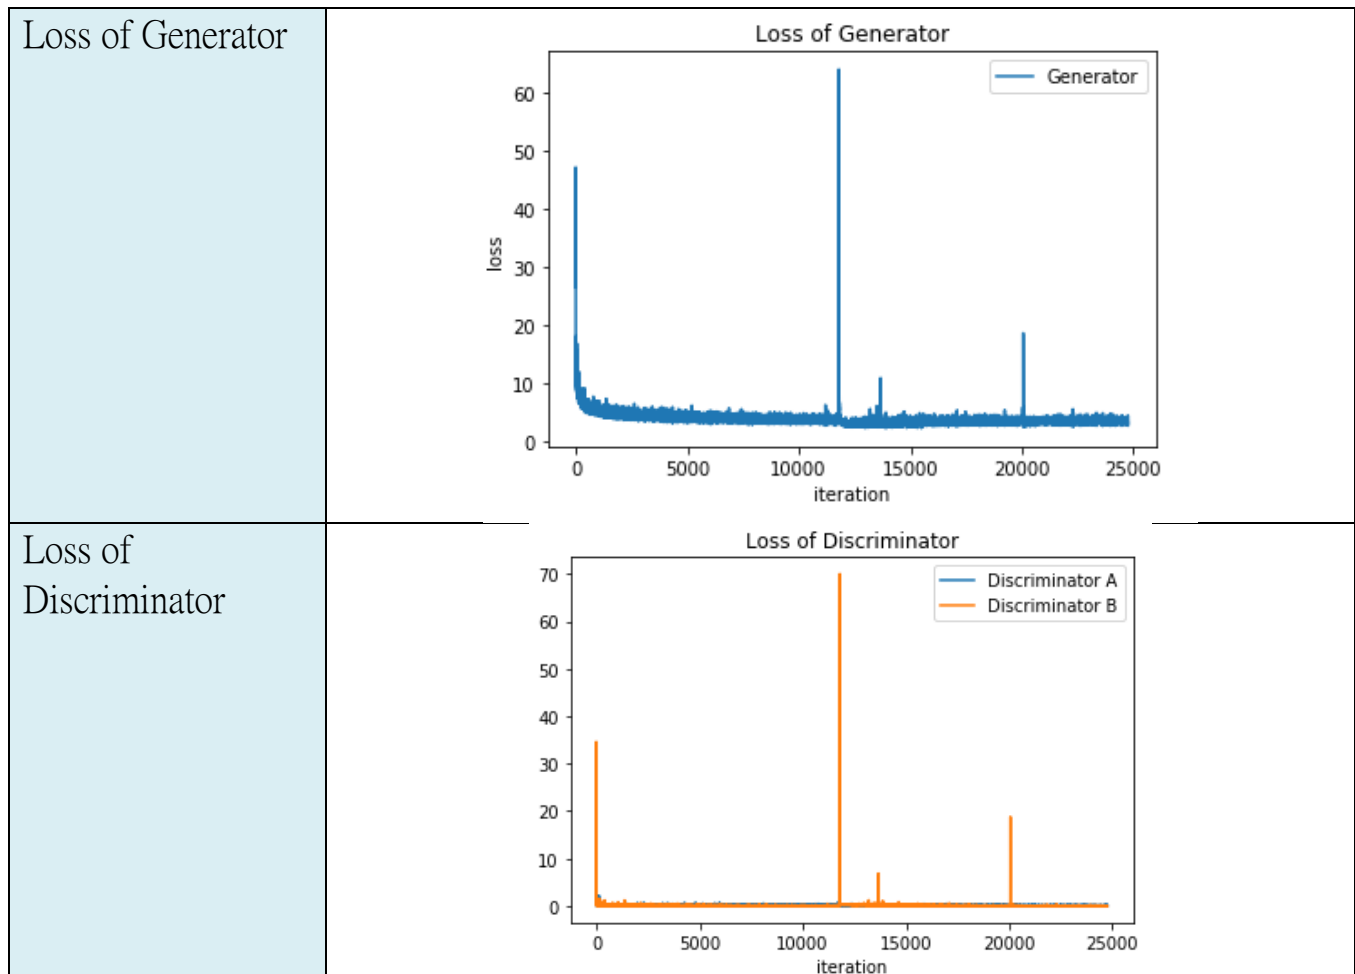 Loss of Generator
Loss of Generator
Generator
60
50
40
30
20
10
0
loss
0 5000 10000 15000 20000 25000
iteration
Loss of
Discriminator
Loss of Discriminator
Discriminator A
Discriminator B
70
60
50
40
30
20
10
0
0 5000 10000 15000 20000 25000
iteration